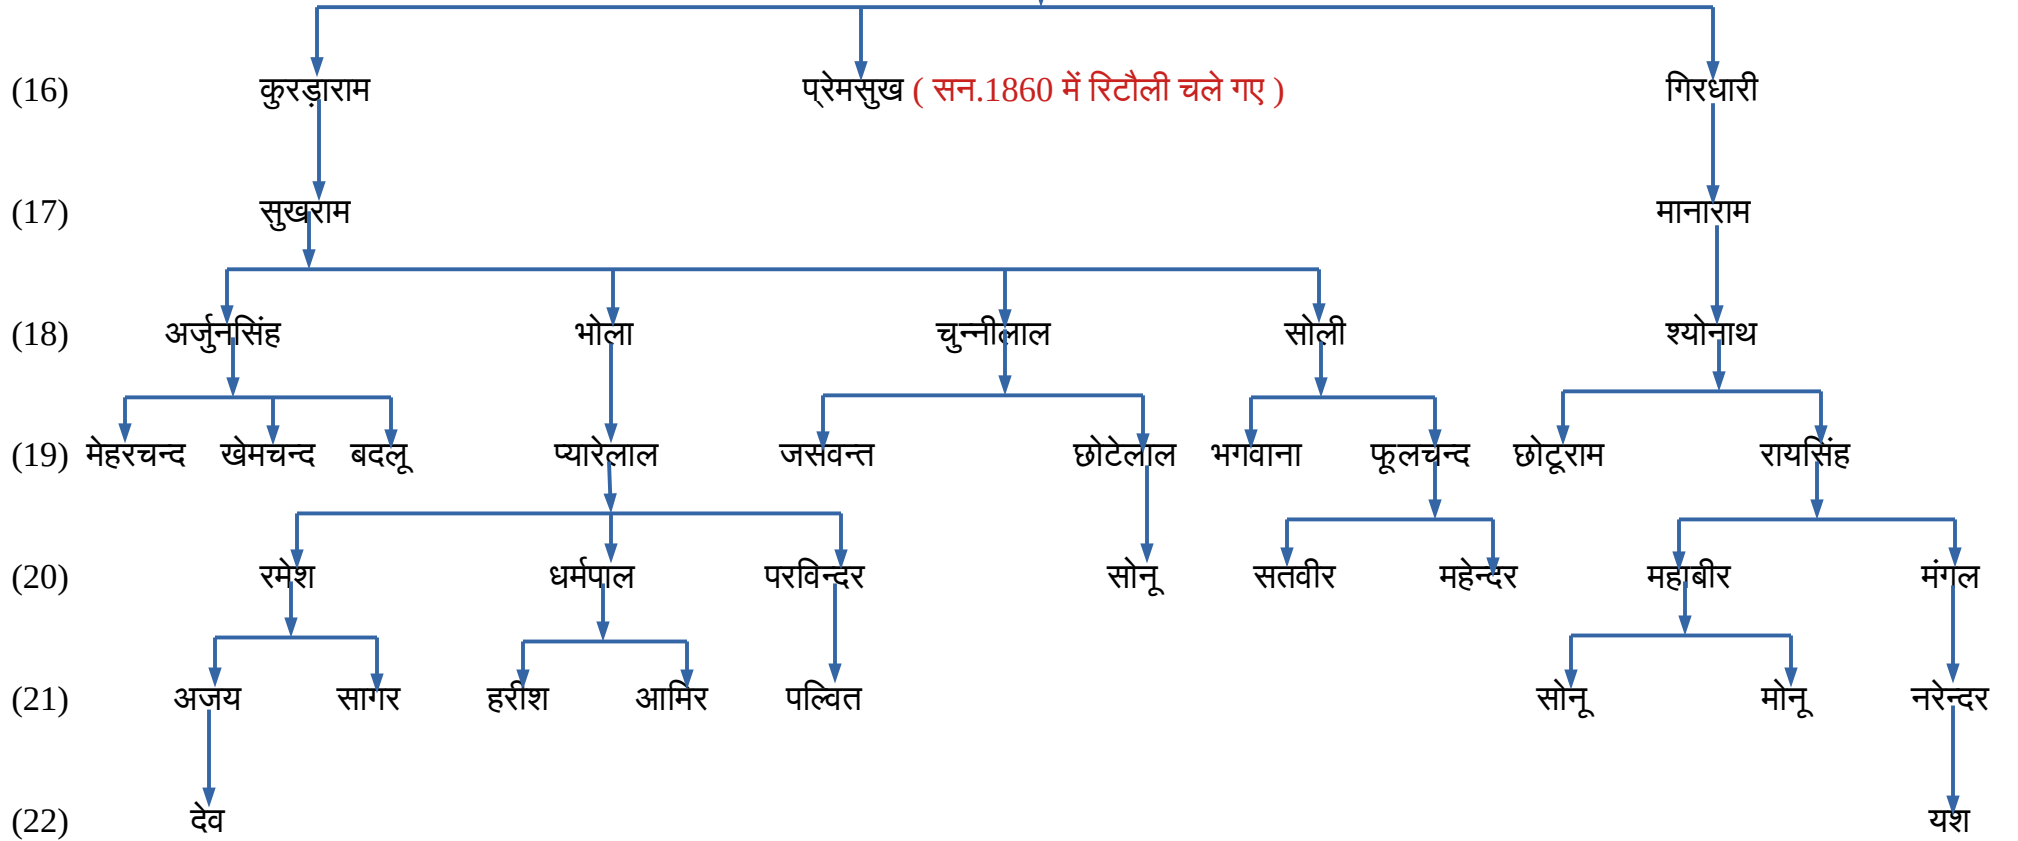 (16) कुरड़ाराम प्रेमसुख ( सन.1860 में रिटौली चले गए ) गिरधारी
(17) सुखराम मानाराम
(18) अर्जुनसिंह भोला चुन्नीलाल सोली श्योनाथ
(19) मेहरचन्द खेमचन्द बदलू प्यारेलाल जसवन्त छोटेलाल भगवाना फूलचन्द छोटूराम रायसिंह
(20) रमेश धर्मपाल परविन्दर सोनू सतवीर महेन्दर महाबीर मंगल
(21) अजय सागर हरीश आमिर पल्वित सोनू मोनू नरेन्दर
(22) देव यश